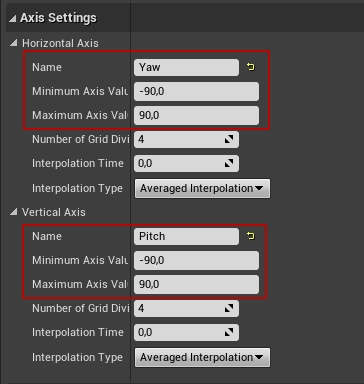 Axis Settings
Horizontal Axis
Name Yaw
Minimum Axis Valu -90,0
Maximum Axis Val 90,0
Number of Grid Divi 4
Interpolation Time 0,0
Interpolation Type Averaged Interpolation
Vertical Axis
Name Pitch
Minimum Axis Valu -90,0
Maximum Axis Val 90,0
Number of Grid Divi 4
Interpolation Time 0,0
Interpolation Type Averaged Interpolation